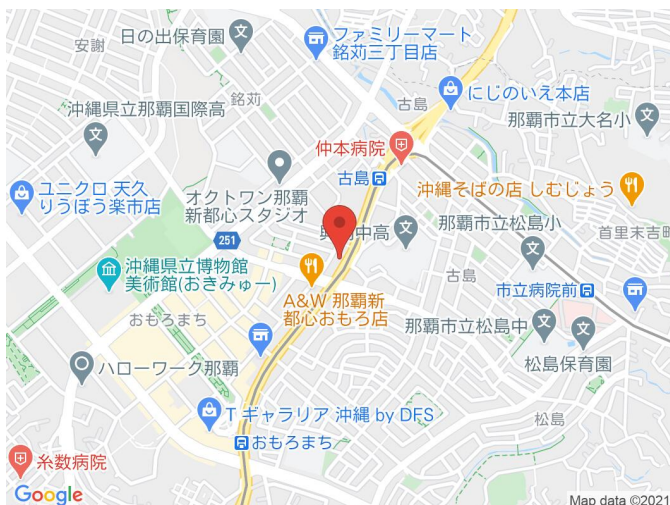 安謝
日の出保育園
ファミリーマート
銘苅三丁目店
銘苅
古島
にじのいえ本店
沖縄県立那覇国際高
仲本病院
那覇市立大名小
ユニクロ 天久
りうぼう楽市店
オクトワン那覇
新都心スタジオ
古島
沖縄そばの店 しむじょう
251
中高
那覇市立松島小
首里末吉町
沖縄県立博物館
美術館(おきみゅー)
古島
A&W 那覇新
都心おもろ店
市立病院前
おもろまち
那覇市立松島中
ハローワーク那覇
松島保育園
T ギャラリア 沖縄 by DFS
松島
おもろまち
糸数病院
Google
Map data ©2021